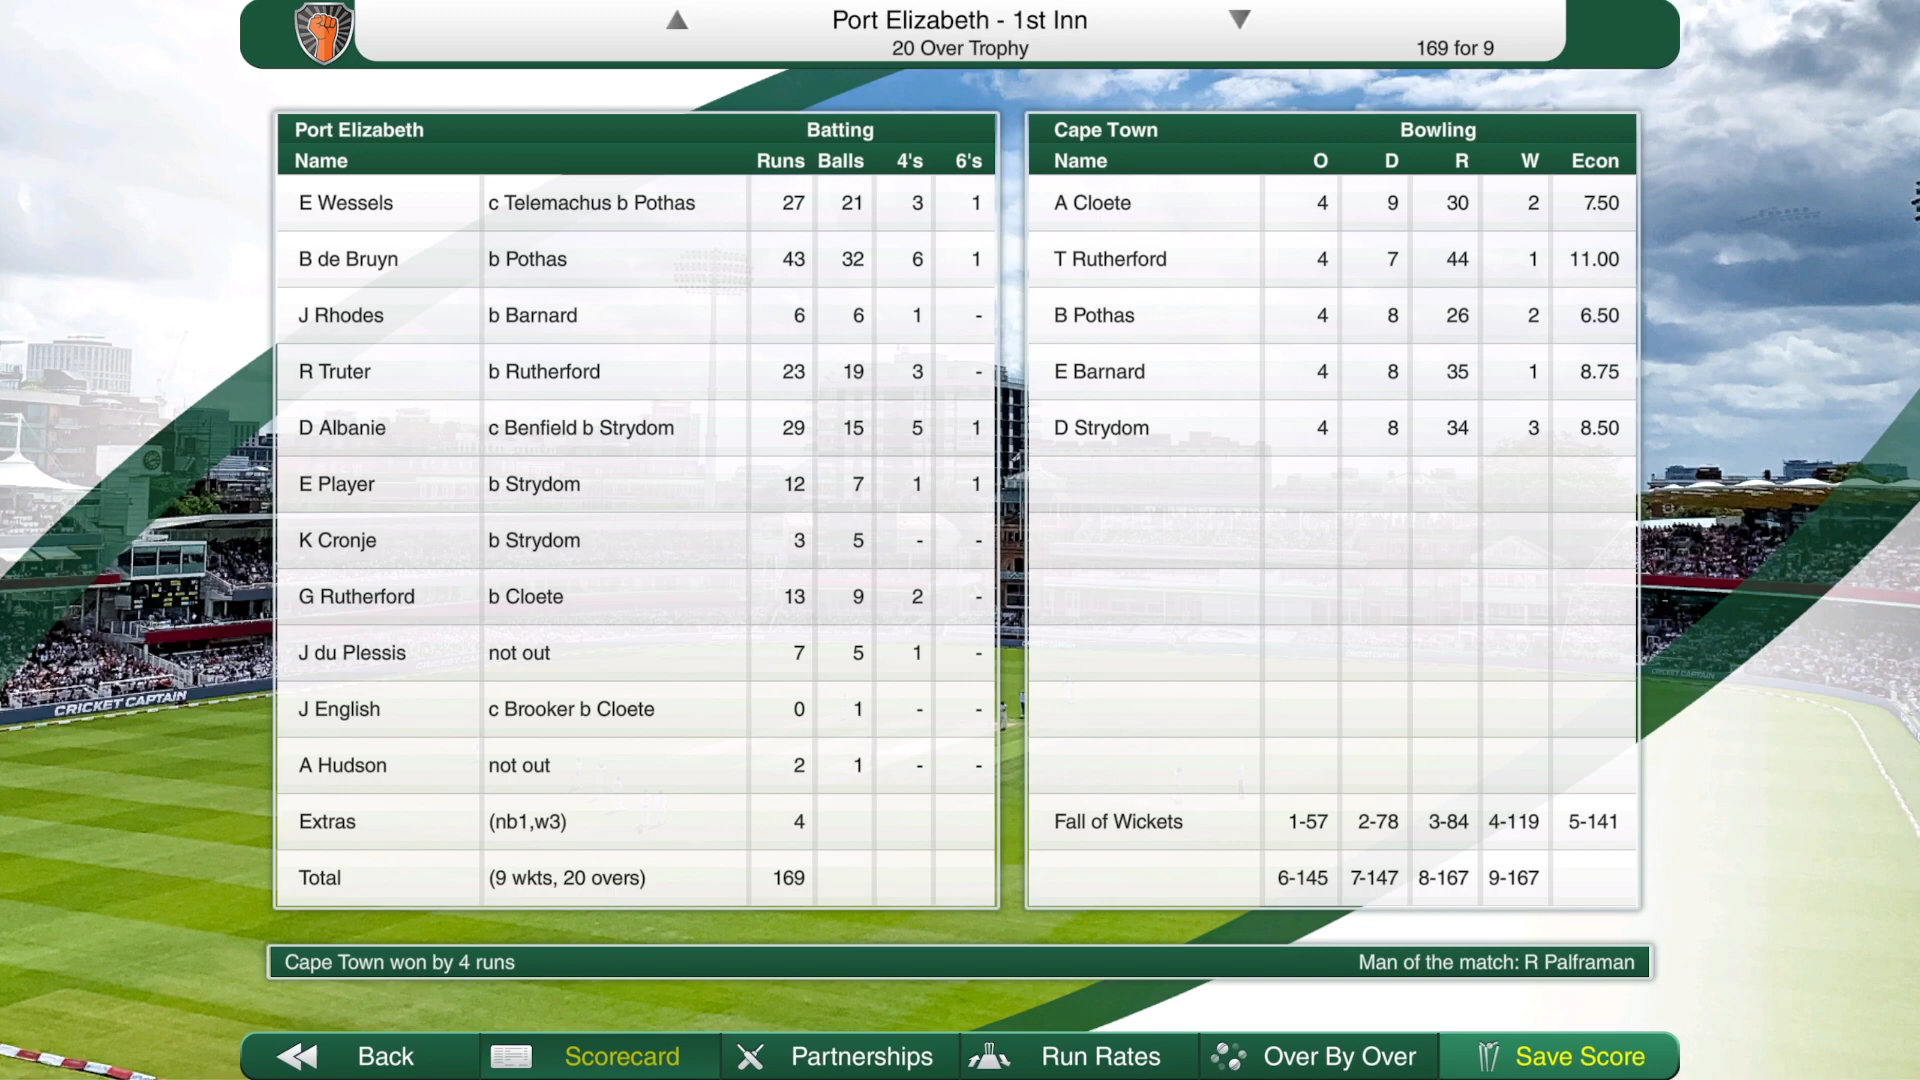 Port Elizabeth - 1st Inn
20 Over Trophy
169 for 9
Port Elizabeth Batting
Name Runs Balls 4's 6's
E Wessels c Telemachus b Pothas 27 21 3 1
B de Bruyn b Pothas 43 32 6 1
J Rhodes b Barnard 6 6 1 -
R Truter b Rutherford 23 19 3 -
D Albanie c Benfield b Strydom 29 15 5 1
E Player b Strydom 12 7 1 1
K Cronje b Strydom 3 5 - -
G Rutherford b Cloete 13 9 2 -
J du Plessis not out 7 5 1 -
J English c Brooker b Cloete 0 1 - -
A Hudson not out 2 1 - -
Extras (nb1,w3) 4
Total (9 wkts, 20 overs) 169
Cape Town Bowling
Name O D R W Econ
A Cloete 4 9 30 2 7.50
T Rutherford 4 7 44 1 11.00
B Pothas 4 8 26 2 6.50
E Barnard 4 8 35 1 8.75
D Strydom 4 8 34 3 8.50
Fall of Wickets 1-57 2-78 3-84 4-119 5-141
6-145 7-147 8-167 9-167
CRICKET CAPTAIN
CRICKET CAPTAIN
Cape Town won by 4 runs
Man of the match: R Palframan
Back
Scorecard
Partnerships
Run Rates
Over By Over
Save Score